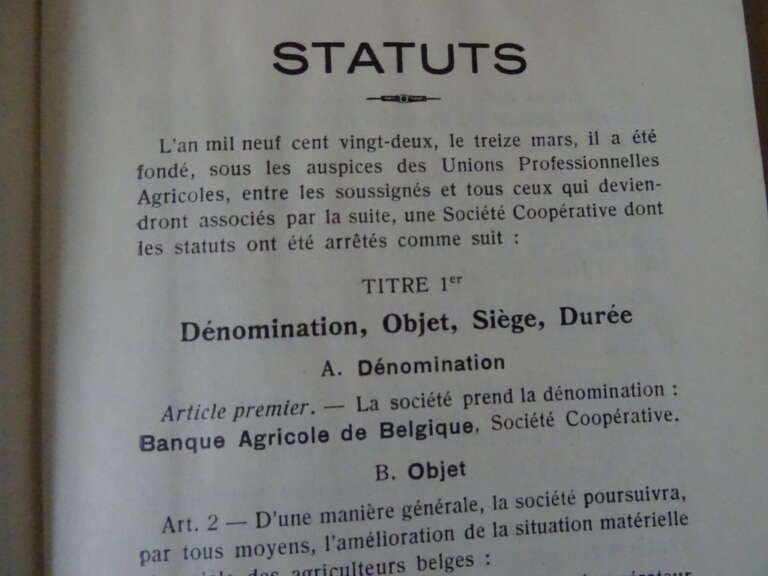 STATUTS
L'an mil neuf cent vingt-deux, le treize mars, il a été
fondé, sous les auspices des Unions Professionnelles
Agricoles, entre les soussignés et tous ceux qui devien-
dront associés par la suite, une Société Coopérative dont
les statuts ont été arrêtés comme suit :
TITRE 1er
Dénomination, Objet, Siège, Durée
A. Dénomination
Article premier. — La société prend la dénomination :
Banque Agricole de Belgique, Société Coopérative.
B. Objet
Art. 2 — D'une manière générale, la société poursuivra,
par tous moyens, l'amélioration de la situation matérielle
des agriculteurs belges :